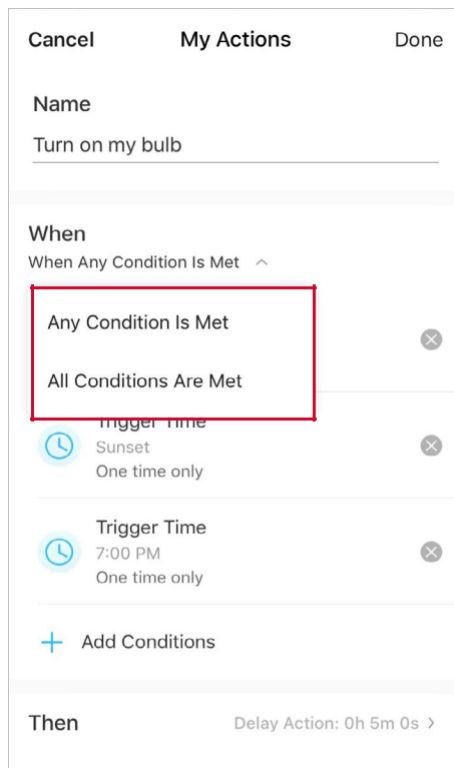 Cancel My Actions Done
Name
Turn on my bulb
When
When Any Condition Is Met
Any Condition Is Met
All Conditions Are Met
Trigger Time
Sunset
One time only
Trigger Time
7:00 PM
One time only
Add Conditions
Then Delay Action: 0h 5m 0s